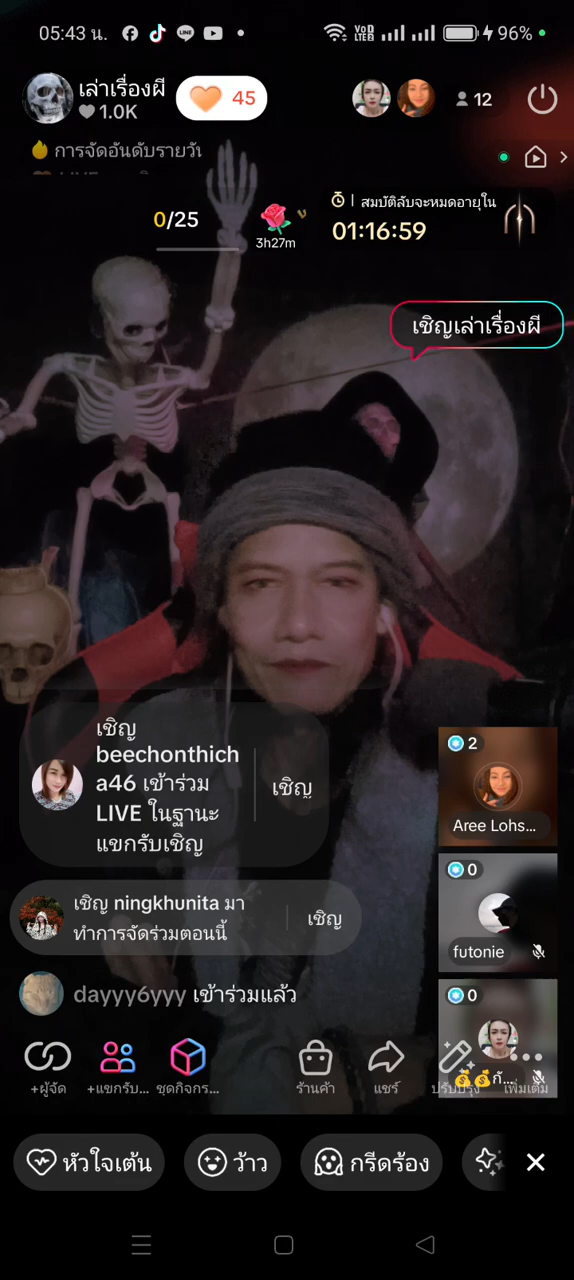 05:43 น.
VoD
LTE2
96%
เล่าเรื่องผี
1.0K
45
12
การจัดอันดับรายวัน
0/25
3h27m
สมบัติลับจะหมดอายุใน
01:16:59
เชิญเล่าเรื่องผี
เชิญ
beechonthich
a46 เข้าร่วม
LIVE ในฐานะ
แขกรับเชิญ
เชิญ
2
Aree Lohs...
เชิญ ningkhunita มา
ทำการจัดร่วมตอนนี้
เชิญ
0
futonie
dayyy6yyy เข้าร่วมแล้ว
0
+ผู้จัด
+แขกรับ...
ชุดกิจกร...
ร้านค้า
แชร์
ปรับปรุง
เพิ่มเติม
หัวใจเต้น
ว้าว
กรีดร้อง